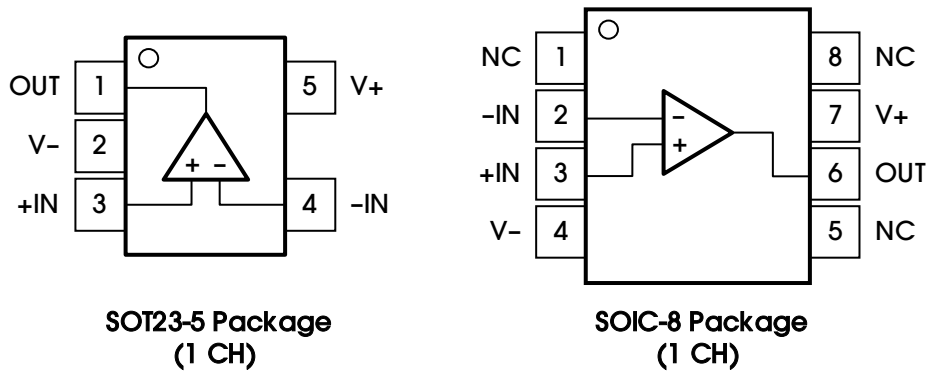 OUT 1
V– 2
+IN 3
5 V+
4 –IN
+ –
SOT23-5 Package
(1 CH)
NC 1
–IN 2
+IN 3
V– 4
8 NC
7 V+
6 OUT
5 NC
–
+
SOIC-8 Package
(1 CH)